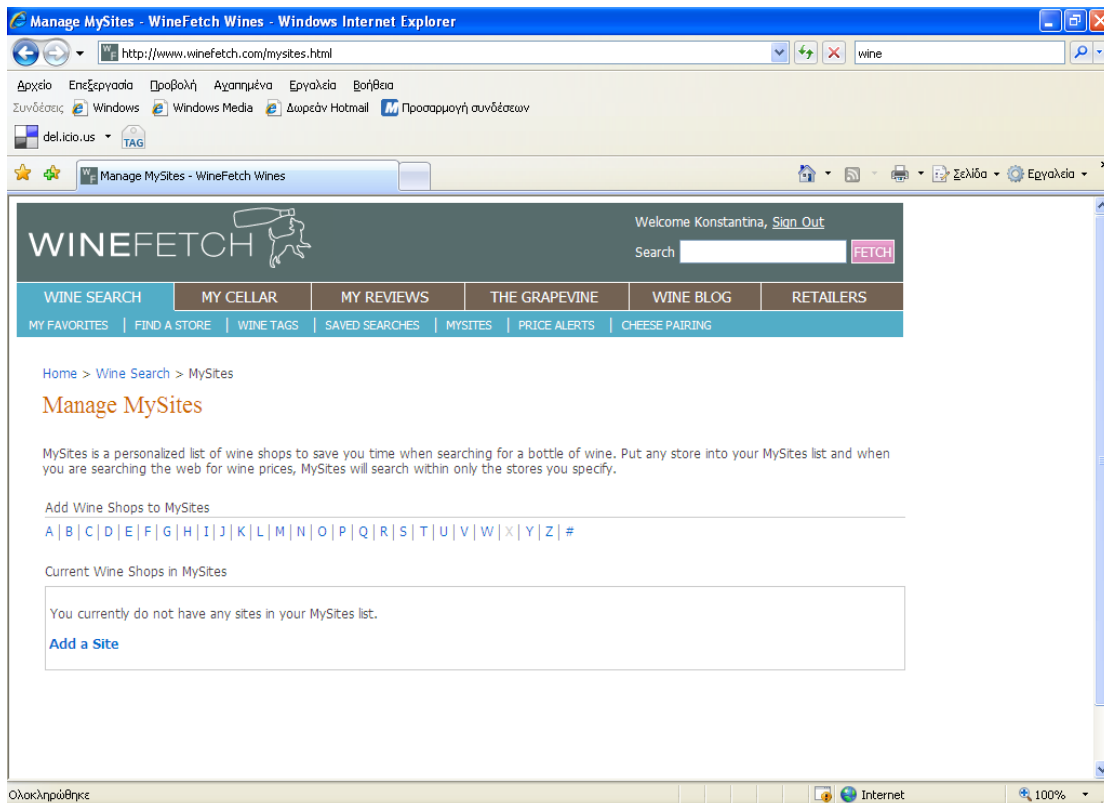 Manage MySites - WineFetch Wines - Windows Internet Explorer
http://www.winefetch.com/mysites.html wine
Αρχείο Επεξεργασία Προβολή Αγαπημένα Εργαλεία Βοήθεια
Συνδέσεις Windows Windows Media Δωρεάν Hotmail Προσαρμογή συνδέσεων
del.icio.us TAG
WF Manage MySites - WineFetch Wines Σελίδα Εργαλεία
WINEFETCH
Welcome Konstantina, Sign Out
Search FETCH
WINE SEARCH MY CELLAR MY REVIEWS THE GRAPEVINE WINE BLOG RETAILERS
MY FAVORITES | FIND A STORE | WINE TAGS | SAVED SEARCHES | MYSITES | PRICE ALERTS | CHEESE PAIRING
Home > Wine Search > MySites
Manage MySites
MySites is a personalized list of wine shops to save you time when searching for a bottle of wine. Put any store into your MySites list and when
you are searching the web for wine prices, MySites will search within only the stores you specify.
Add Wine Shops to MySites
A | B | C | D | E | F | G | H | I | J | K | L | M | N | O | P | Q | R | S | T | U | V | W | X | Y | Z | #
Current Wine Shops in MySites
You currently do not have any sites in your MySites list.
Add a Site
Ολοκληρώθηκε Internet 100%